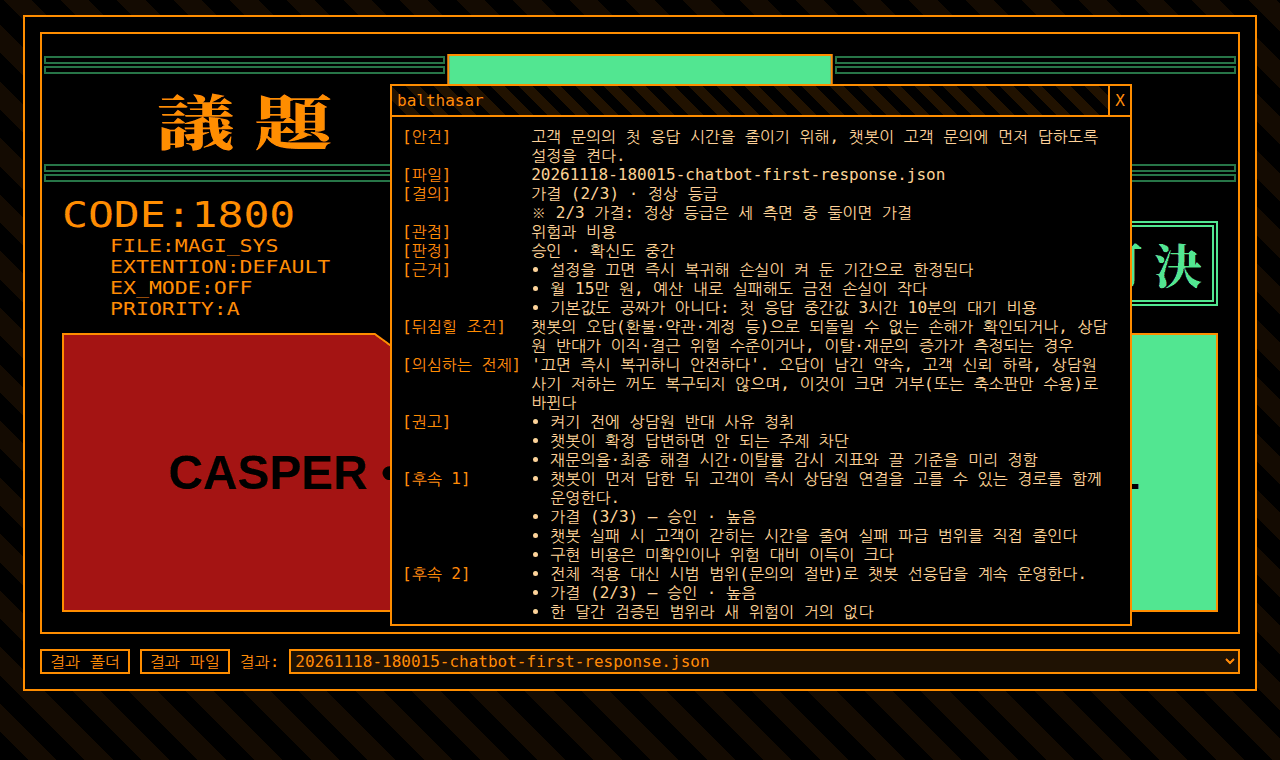 議題
CODE:1800
FILE:MAGI_SYS
EXTENTION:DEFAULT
EX_MODE:OFF
PRIORITY:A
決
CASPER
balthasar
X
[안건] 고객 문의의 첫 응답 시간을 줄이기 위해, 챗봇이 고객 문의에 먼저 답하도록
설정을 켠다.
[파일] 20261118-180015-chatbot-first-response.json
[결의] 가결 (2/3) · 정상 등급
※ 2/3 가결: 정상 등급은 세 측면 중 둘이면 가결
[관점] 위험과 비용
[판정] 승인 · 확신도 중간
[근거] • 설정을 끄면 즉시 복귀해 손실이 켜 둔 기간으로 한정된다
• 월 15만 원, 예산 내로 실패해도 금전 손실이 작다
• 기본값도 공짜가 아니다: 첫 응답 중간값 3시간 10분의 대기 비용
[뒤집힐 조건] 챗봇의 오답(환불·약관·계정 등)으로 되돌릴 수 없는 손해가 확인되거나, 상담
원 반대가 이직·결근 위험 수준이거나, 이탈·재문의 증가가 측정되는 경우
[의심하는 전제] '끄면 즉시 복귀하니 안전하다'. 오답이 남긴 약속, 고객 신뢰 하락, 상담원
사기 저하는 꺼도 복구되지 않으며, 이것이 크면 거부(또는 축소판만 수용)로
바뀐다
[권고] • 켜기 전에 상담원 반대 사유 청취
• 챗봇이 확정 답변하면 안 되는 주제 차단
• 재문의율·최종 해결 시간·이탈률 감시 지표와 끌 기준을 미리 정함
[후속 1] • 챗봇이 먼저 답한 뒤 고객이 즉시 상담원 연결을 고를 수 있는 경로를 함께
운영한다.
• 가결 (3/3) — 승인 · 높음
• 챗봇 실패 시 고객이 갇히는 시간을 줄여 실패 파급 범위를 직접 줄인다
• 구현 비용은 미확인이나 위험 대비 이득이 크다
[후속 2] • 전체 적용 대신 시범 범위(문의의 절반)로 챗봇 선응답을 계속 운영한다.
• 가결 (2/3) — 승인 · 높음
• 한 달간 검증된 범위라 새 위험이 거의 없다
결과 폴더 결과 파일 결과: 20261118-180015-chatbot-first-response.json